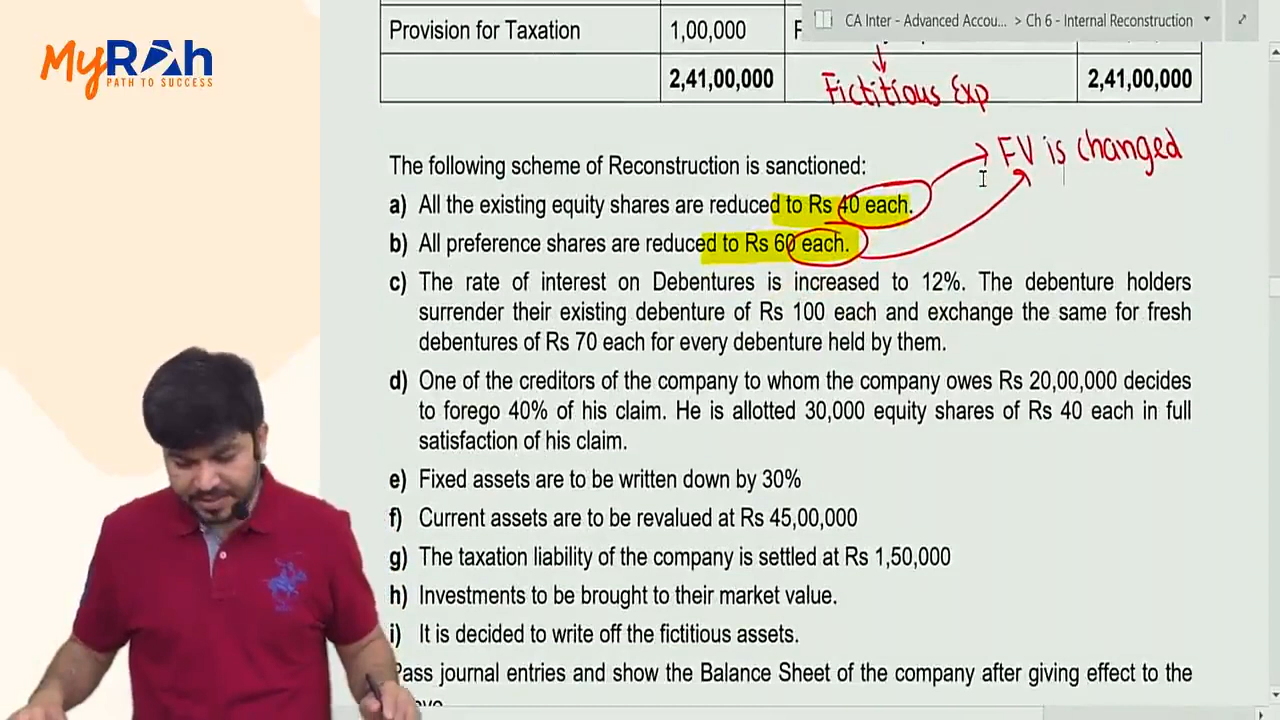 MyRAh
PATH TO SUCCESS
CA Inter - Advanced Accou... > Ch 6 - Internal Reconstruction
Provision for Taxation 1,00,000
2,41,00,000 2,41,00,000
Fictitious Exp
FV is changed
The following scheme of Reconstruction is sanctioned:
a) All the existing equity shares are reduced to Rs 40 each.
b) All preference shares are reduced to Rs 60 each.
c) The rate of interest on Debentures is increased to 12%. The debenture holders
surrender their existing debenture of Rs 100 each and exchange the same for fresh
debentures of Rs 70 each for every debenture held by them.
d) One of the creditors of the company to whom the company owes Rs 20,00,000 decides
to forego 40% of his claim. He is allotted 30,000 equity shares of Rs 40 each in full
satisfaction of his claim.
e) Fixed assets are to be written down by 30%
f) Current assets are to be revalued at Rs 45,00,000
g) The taxation liability of the company is settled at Rs 1,50,000
h) Investments to be brought to their market value.
i) It is decided to write off the fictitious assets.
Pass journal entries and show the Balance Sheet of the company after giving effect to the